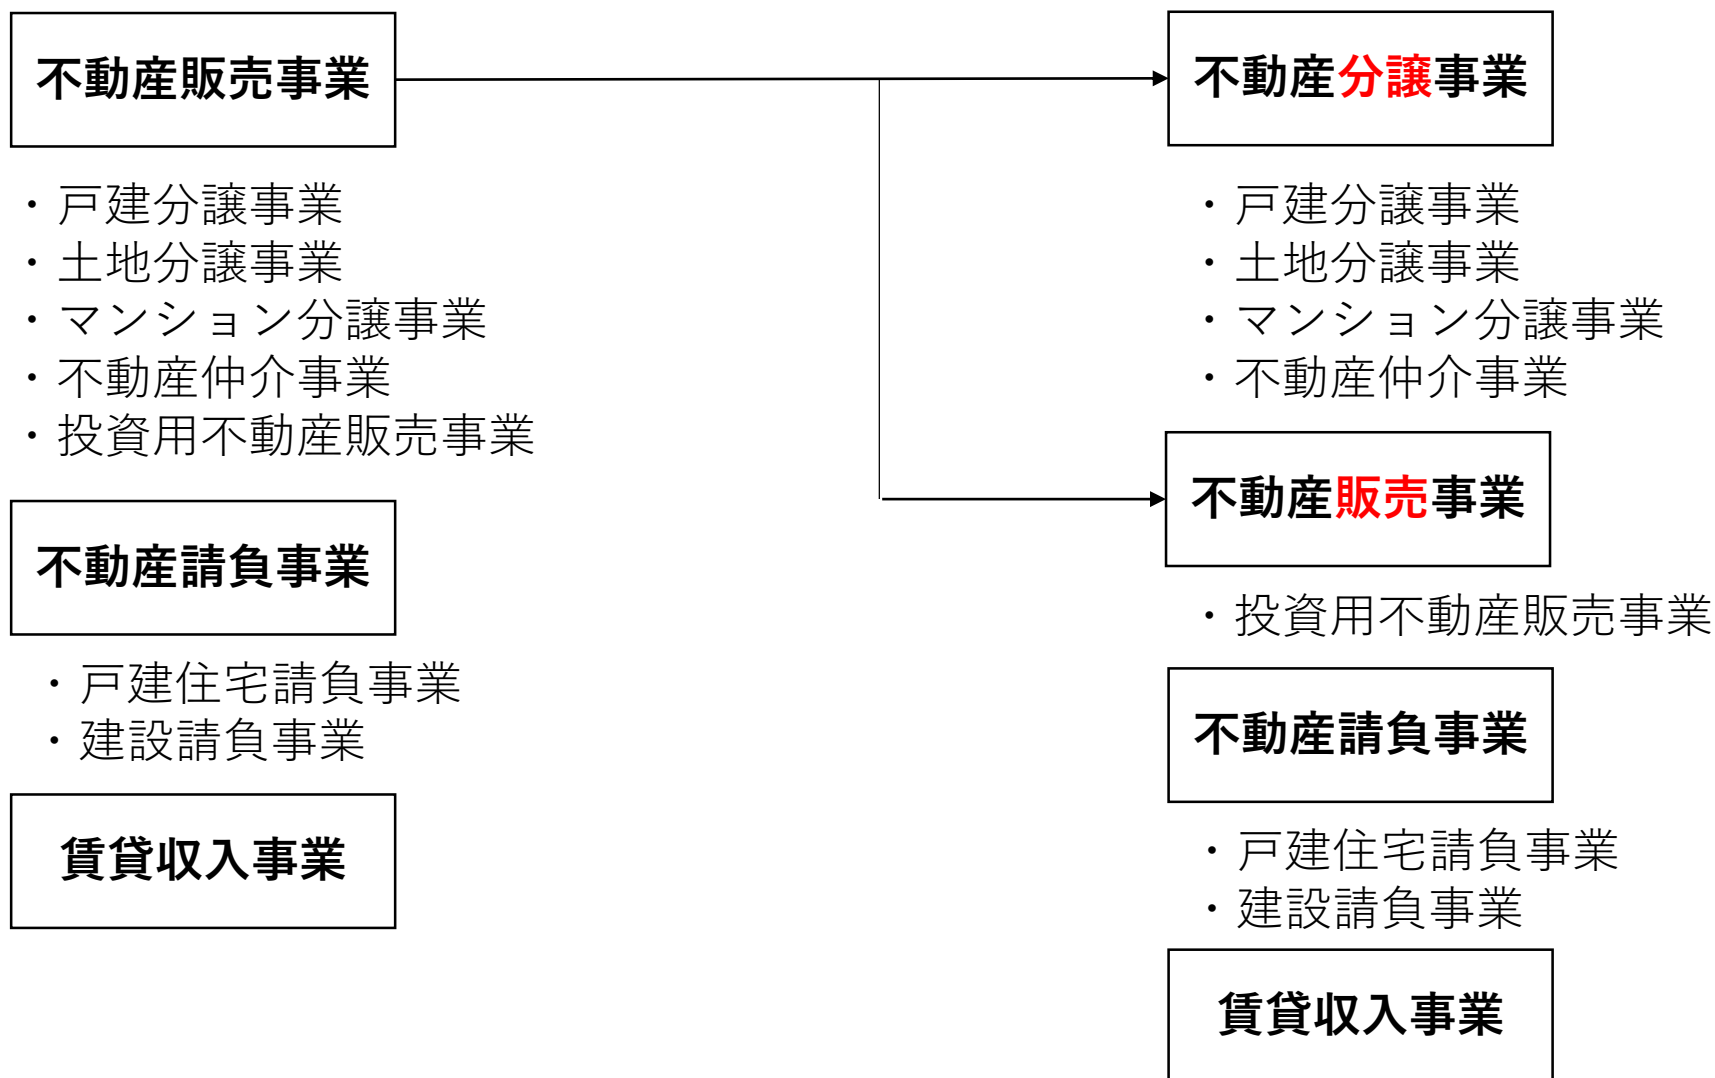 不動産販売事業
・戸建分譲事業
・土地分譲事業
・マンション分譲事業
・不動産仲介事業
・投資用不動産販売事業
不動産請負事業
・戸建住宅請負事業
・建設請負事業
賃貸収入事業
不動産分譲事業
・戸建分譲事業
・土地分譲事業
・マンション分譲事業
・不動産仲介事業
不動産販売事業
・投資用不動産販売事業
不動産請負事業
・戸建住宅請負事業
・建設請負事業
賃貸収入事業